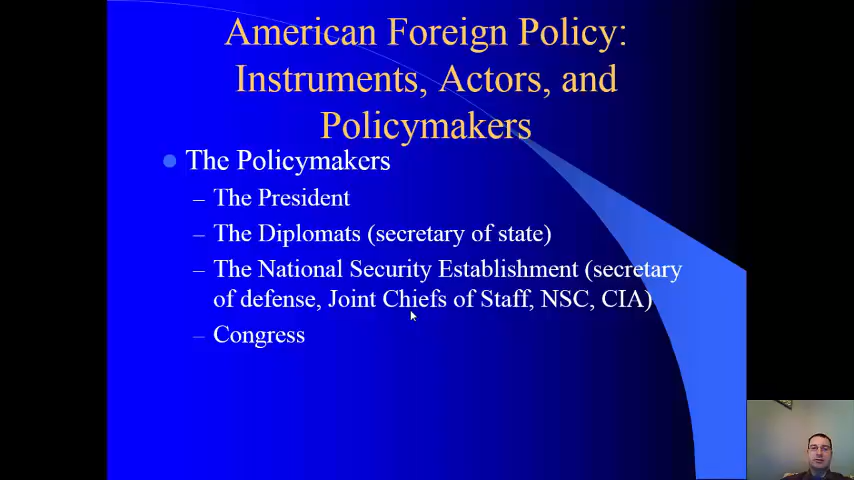 American Foreign Policy:
Instruments, Actors, and
Policymakers
The Policymakers
– The President
– The Diplomats (secretary of state)
– The National Security Establishment (secretary
of defense, Joint Chiefs of Staff, NSC, CIA)
– Congress